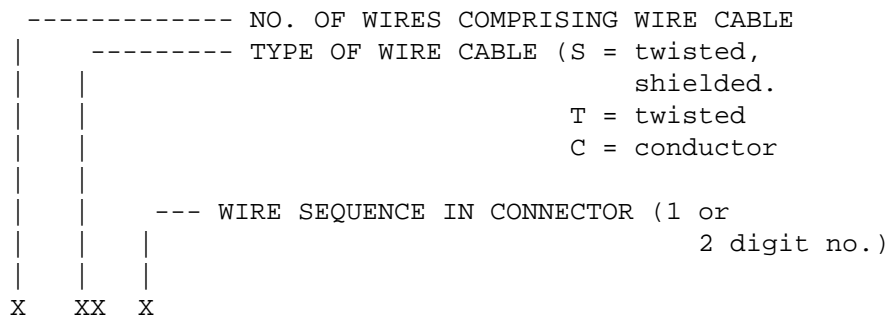 ------------- NO. OF WIRES COMPRISING WIRE CABLE
--------- TYPE OF WIRE CABLE (S = twisted,
shielded.
T = twisted
C = conductor
--- WIRE SEQUENCE IN CONNECTOR (1 or
2 digit no.)
X XX X